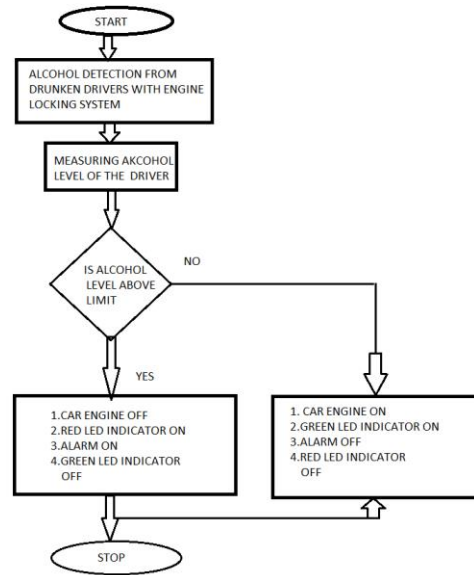 START
ALCOHOL DETECTION FROM
DRUNKEN DRIVERS WITH ENGINE
LOCKING SYSTEM
MEASURING AKCOHOL
LEVEL OF THE DRIVER
IS ALCOHOL
LEVEL ABOVE
LIMIT
NO
YES
1.CAR ENGINE OFF
2.RED LED INDICATOR ON
3.ALARM ON
4.GREEN LED INDICATOR
OFF
1. CAR ENGINE ON
2.GREEN LED INDICATOR ON
3.ALARM OFF
4.RED LED INDICATOR
OFF
STOP